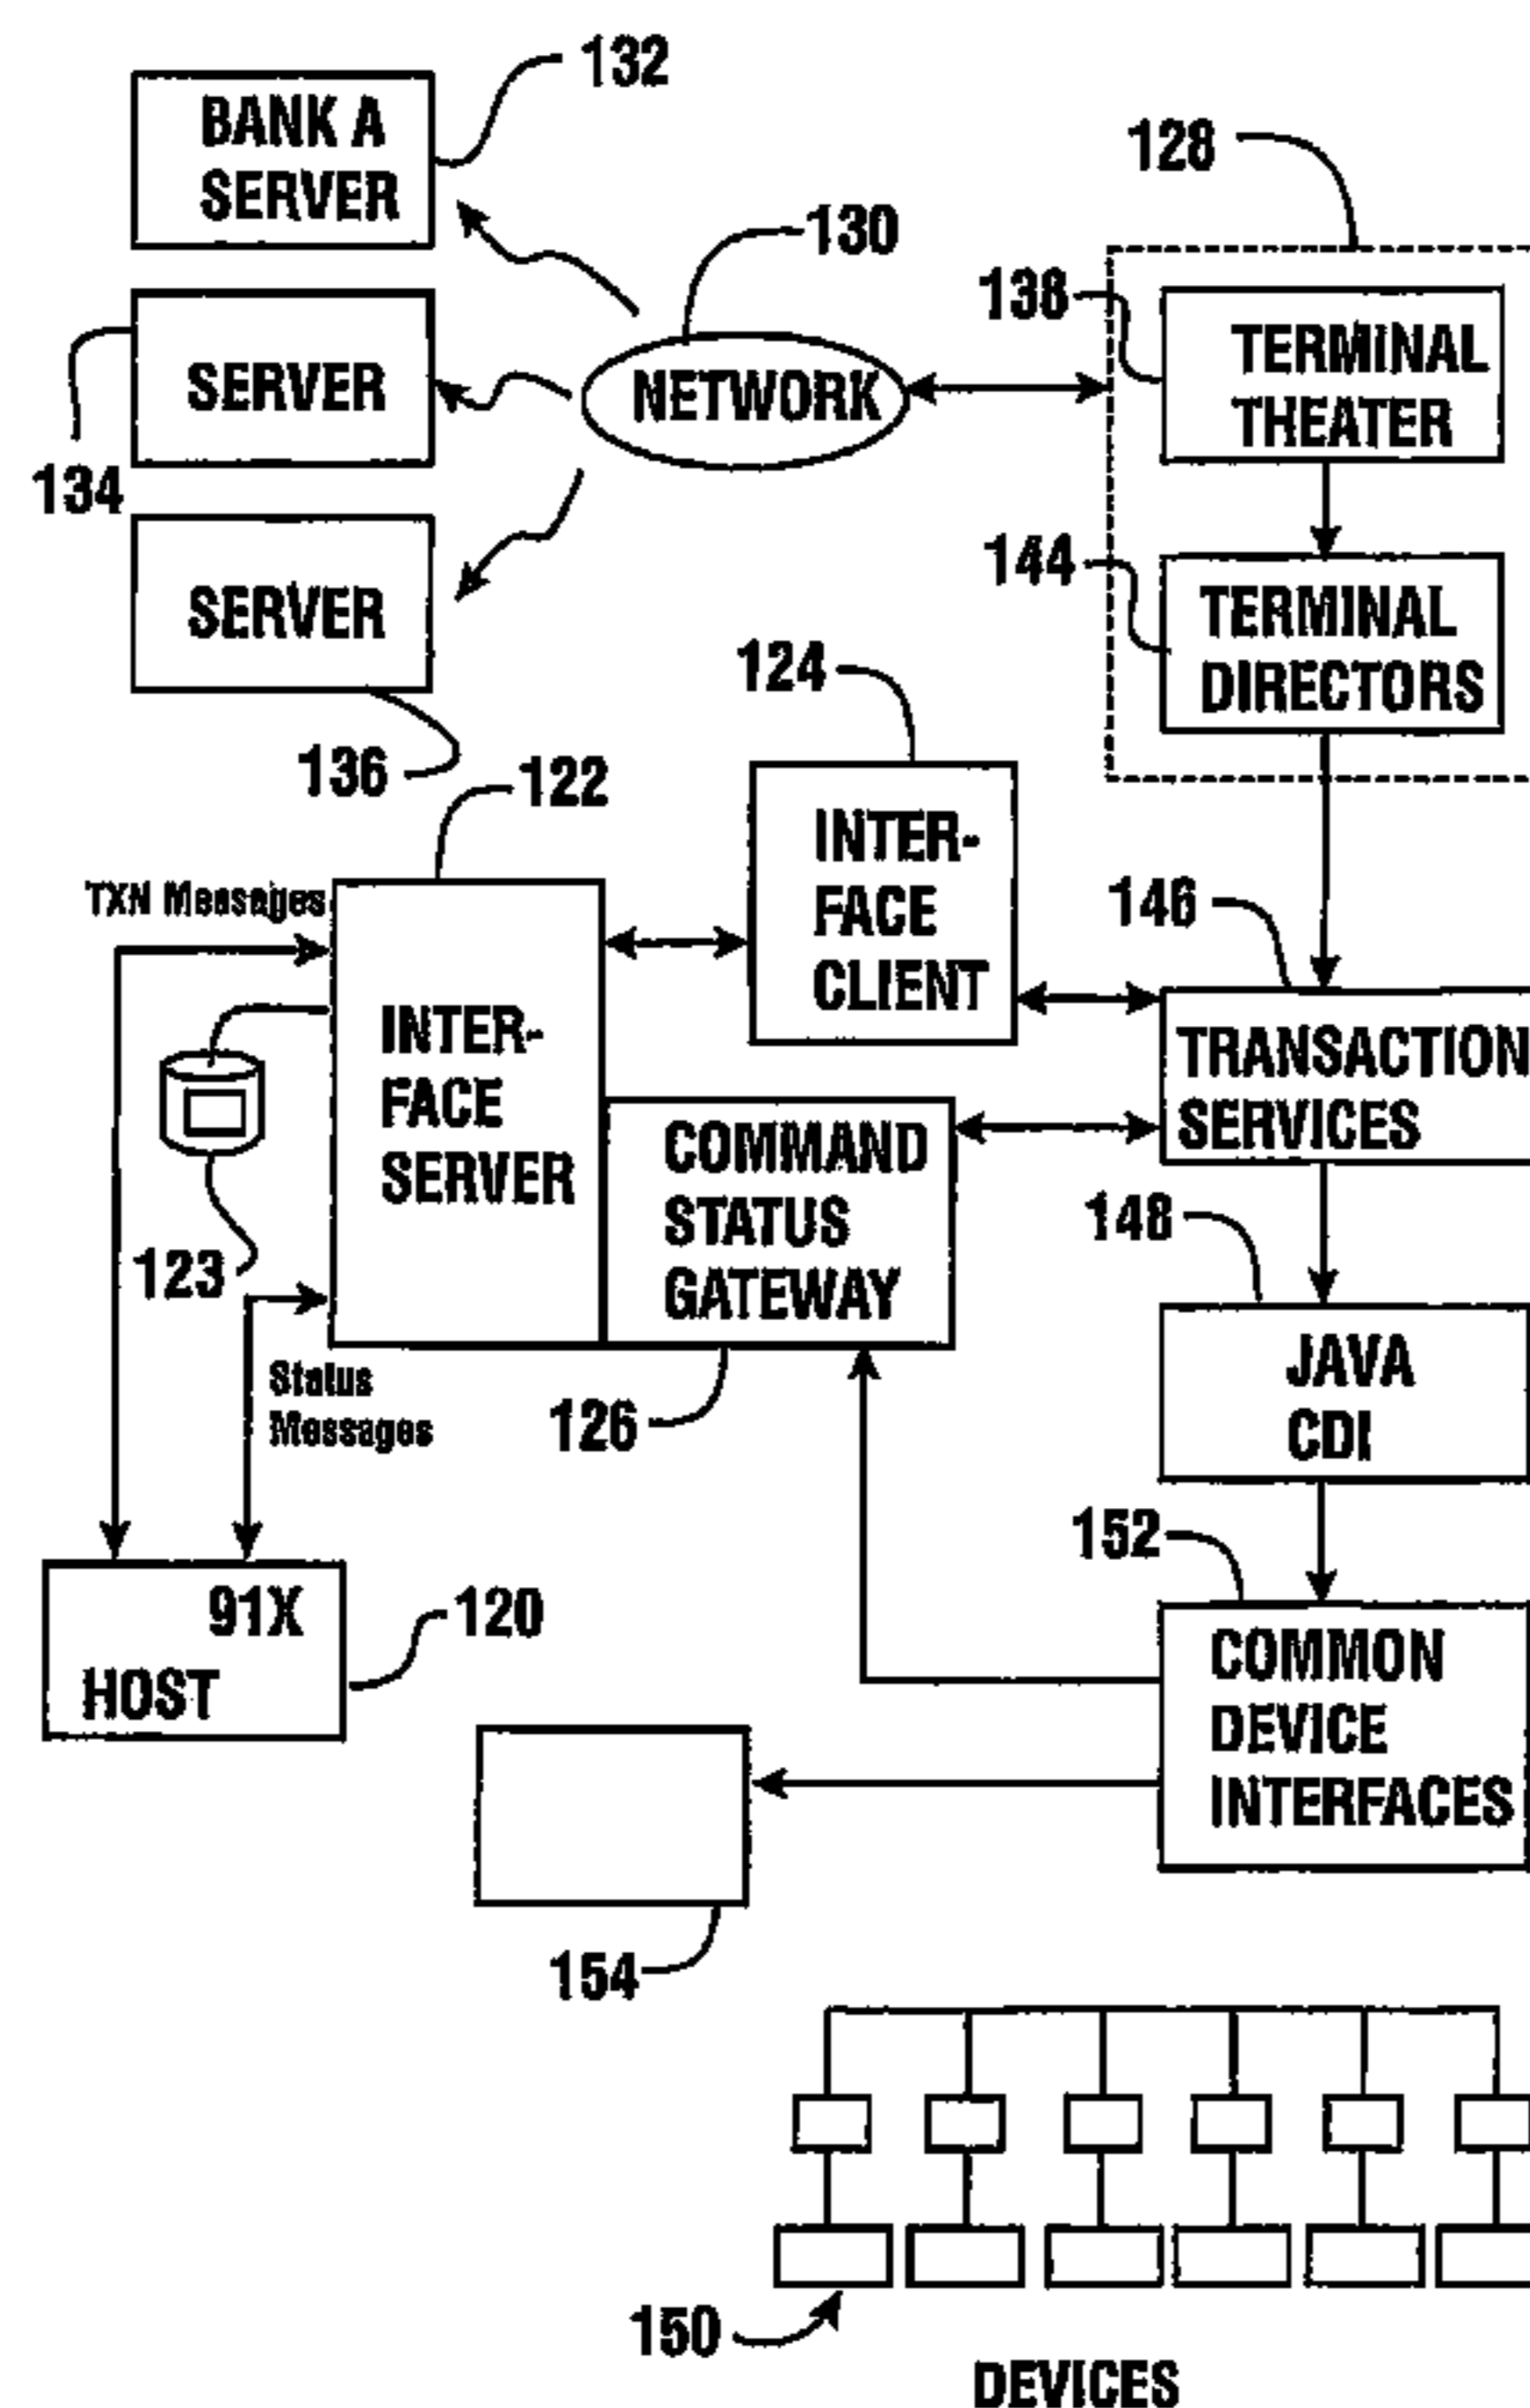 132
BANK A
SERVER
128
130
138
TERMINAL
THEATER
NETWORK
SERVER
134
144
TERMINAL
DIRECTORS
SERVER
124
136
122
INTER-
FACE
CLIENT
TXN Messages
146
INTER-
FACE
SERVER
TRANSACTION
SERVICES
COMMAND
STATUS
GATEWAY
148
123
JAVA
CDI
Status
Messages
126
152
91X
HOST
120
COMMON
DEVICE
INTERFACES
154
150
DEVICES